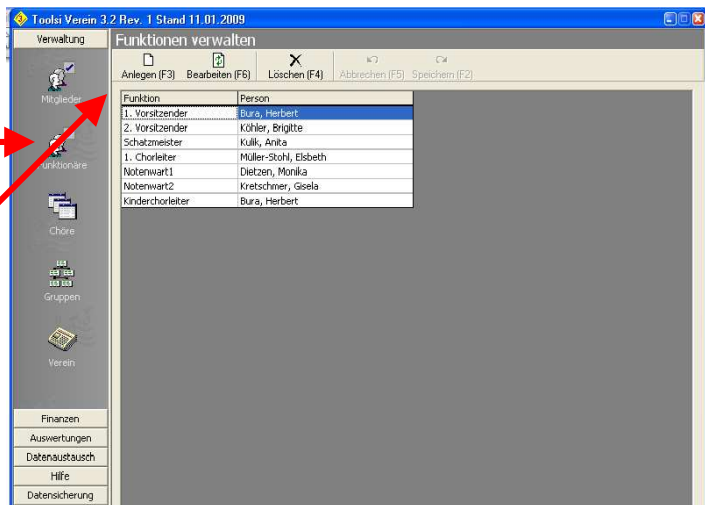 Toolsi Verein 3.2 Rev. 1 Stand 11.01.2009
Verwaltung
Funktionen verwalten
Anlegen (F3) Bearbeiten (F6) Löschen (F4) Abbrechen (F5) Speichern (F2)
Mitglieder
Funktionäre
Chöre
Gruppen
Verein
Funktion Person
1. Vorsitzender Bura, Herbert
2. Vorsitzender Köhler, Brigitte
Schatzmeister Kulik, Anita
1. Chorleiter Müller-Stohl, Elsbeth
Notenwart1 Dietzen, Monika
Notenwart2 Kretschmer, Gisela
Kinderchorleiter Bura, Herbert
Finanzen
Auswertungen
Datenaustausch
Hilfe
Datensicherung